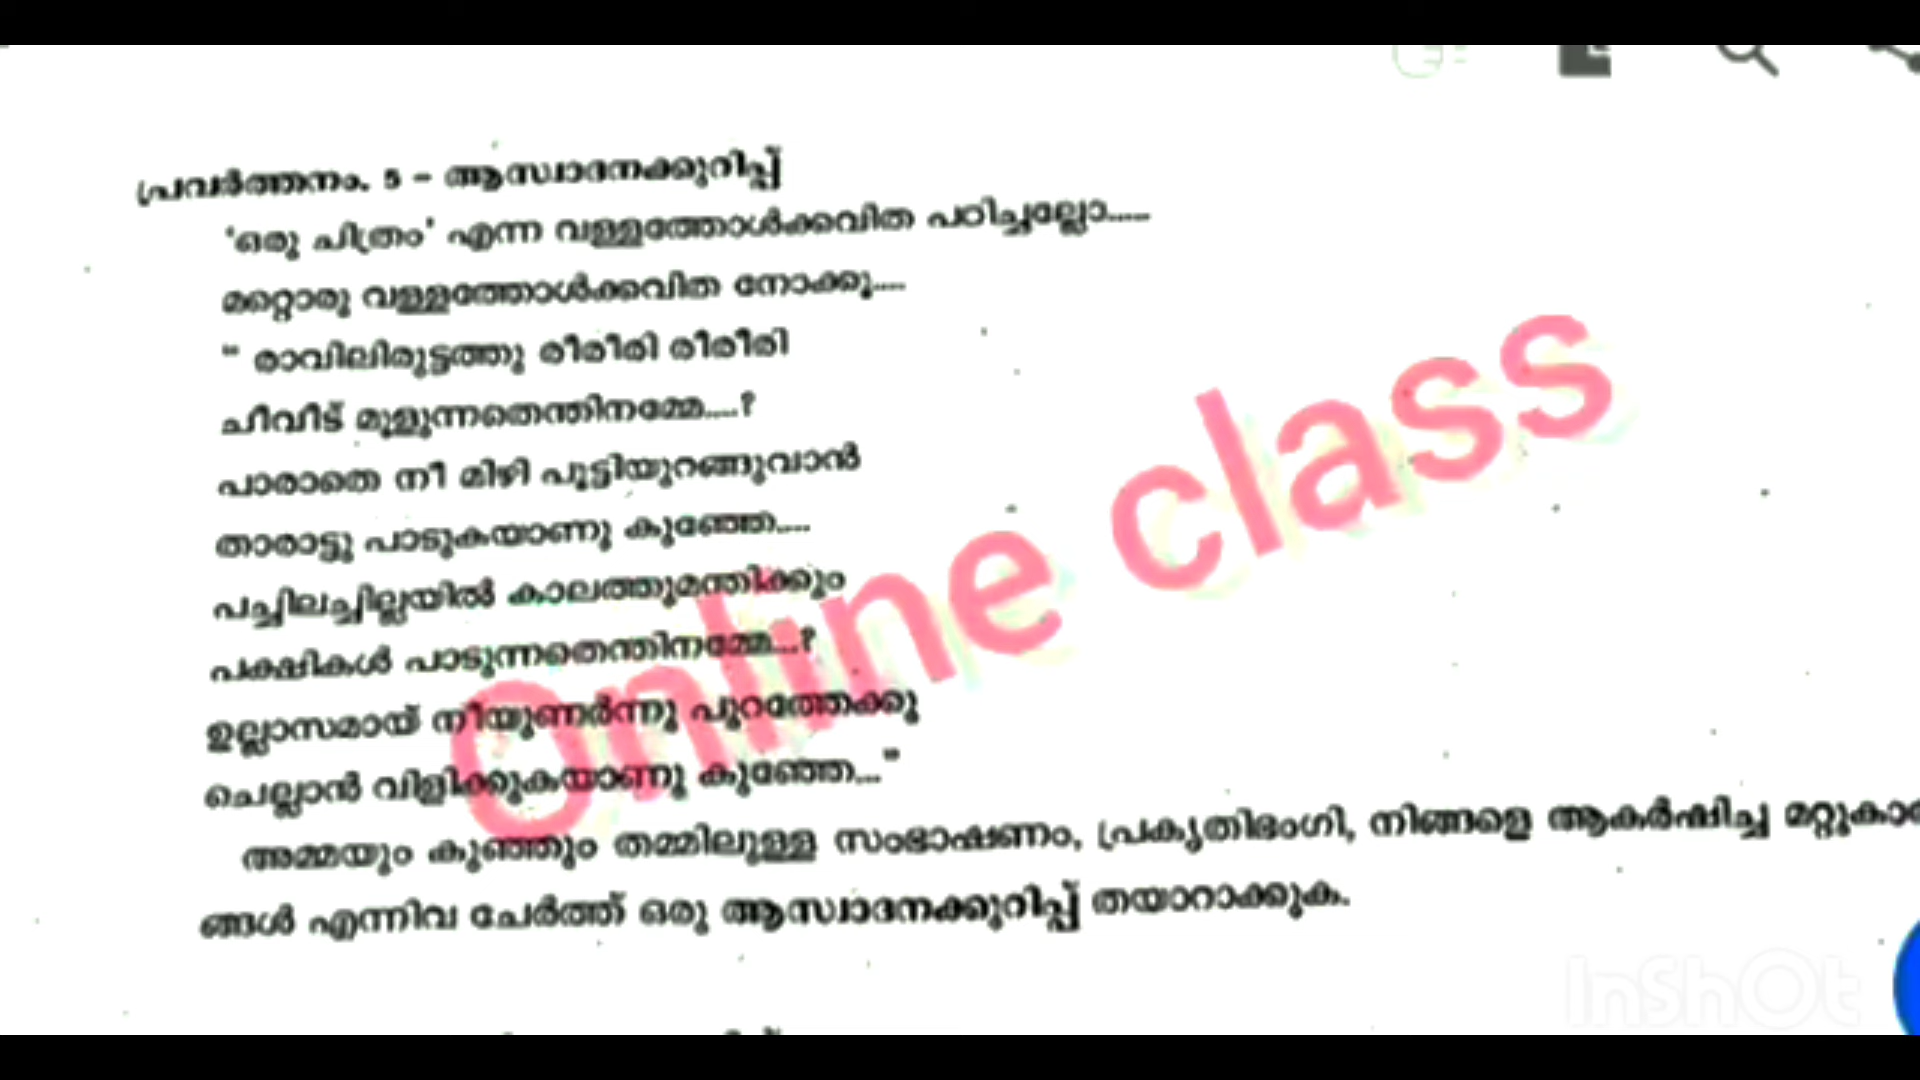 പ്രവർത്തനം. 5 – ആസ്വാദനക്കുറിപ്പ്
'ഒരു ചിത്രം' എന്ന വള്ളത്തോൾക്കവിത പഠിച്ചല്ലോ.....
മറ്റൊരു വള്ളത്തോൾക്കവിത നോക്കൂ....
" രാവിലിരുട്ടത്തു രീരീരി രീരീരി
ചീവീട് മൂളുന്നതെന്തിനമ്മേ....?
പാരാതെ നീ മിഴി പൂട്ടിയുറങ്ങുവാൻ
താരാട്ടു പാടുകയാണു കുഞ്ഞേ....
പച്ചിലച്ചില്ലയിൽ കാലത്തുമന്തിക്കും
പക്ഷികൾ പാടുന്നതെന്തിനമ്മേ...?
ഉല്ലാസമായ് നീയുണർന്നു പുറത്തേക്കു
ചെല്ലാൻ വിളിക്കുകയാണു കുഞ്ഞേ..."
അമ്മയും കുഞ്ഞും തമ്മിലുള്ള സംഭാഷണം, പ്രകൃതിഭംഗി, നിങ്ങളെ ആകർഷിച്ച മറ്റുകാര
ങ്ങൾ എന്നിവ ചേർത്ത് ഒരു ആസ്വാദനക്കുറിപ്പ് തയാറാക്കുക.
Online class
InShOt